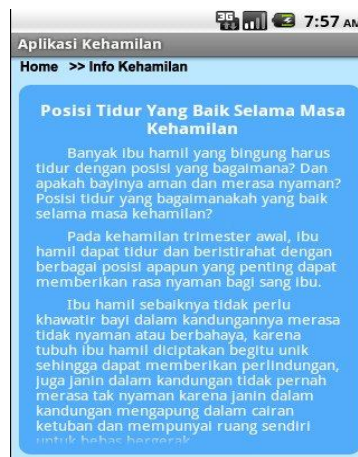 3G 7:57 AM
Aplikasi Kehamilan
Home >> Info Kehamilan
Posisi Tidur Yang Baik Selama Masa
Kehamilan
Banyak ibu hamil yang bingung harus
tidur dengan posisi yang bagaimana? Dan
apakah bayinya aman dan merasa nyaman?
Posisi tidur yang bagaimanakah yang baik
selama masa kehamilan?
Pada kehamilan trimester awal, ibu
hamil dapat tidur dan beristirahat dengan
berbagai posisi apapun yang penting dapat
memberikan rasa nyaman bagi sang ibu.
Ibu hamil sebaiknya tidak perlu
khawatir bayi dalam kandungannya merasa
tidak nyaman atau berbahaya, karena
tubuh ibu hamil diciptakan begitu unik
sehingga dapat memberikan perlindungan,
juga janin dalam kandungan tidak pernah
merasa tak nyaman karena janin dalam
kandungan mengapung dalam cairan
ketuban dan mempunyai ruang sendiri
untuk bebas bergerak